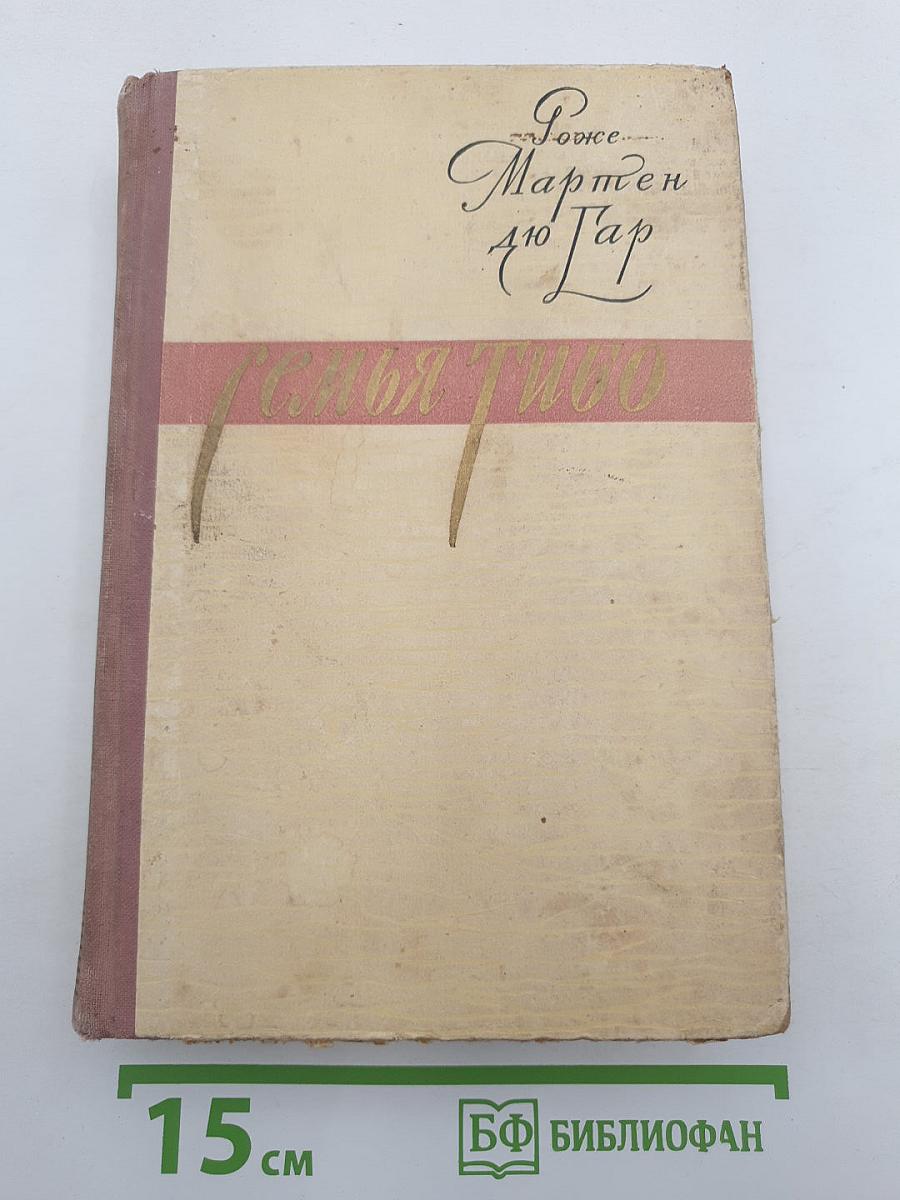 Роже
Мартен
дю Гар
Семья Тибо
15 см
БФ БИБЛИОФАН